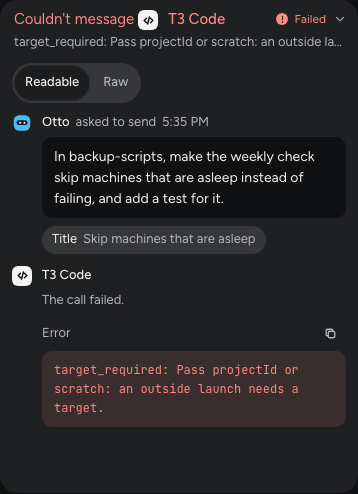 Couldn't message T3 Code Failed
target_required: Pass projectId or scratch: an outside la...
Readable Raw
Otto asked to send 5:35 PM
In backup-scripts, make the weekly check
skip machines that are asleep instead of
failing, and add a test for it.
Title Skip machines that are asleep
T3 Code
The call failed.
Error
target_required: Pass projectId or
scratch: an outside launch needs a
target.